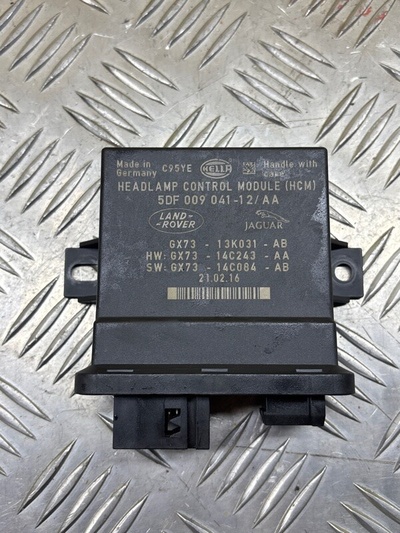 Made in Germany C95YE HELLA Handle with care
HEADLAMP CONTROL MODULE (HCM)
5DF 009 041-12/AA
LAND-ROVER JAGUAR
GX73 - 13K031 - AB
HW: GX73 - 14C243 - AA
SW: GX73 - 14C084 - AB
21.02.16